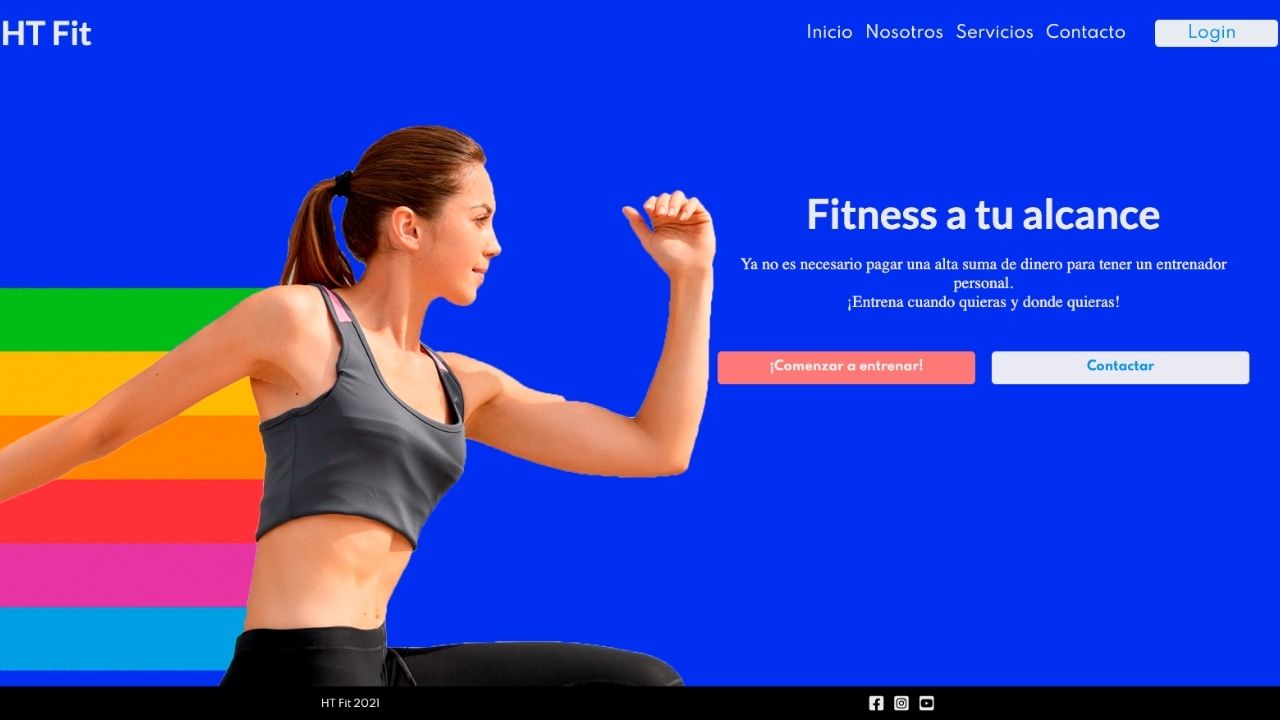 HT Fit
Inicio Nosotros Servicios Contacto Login
Fitness a tu alcance
Ya no es necesario pagar una alta suma de dinero para tener un entrenador
personal.
¡Entrena cuando quieras y donde quieras!
¡Comenzar a entrenar! Contactar
HT Fit 2021